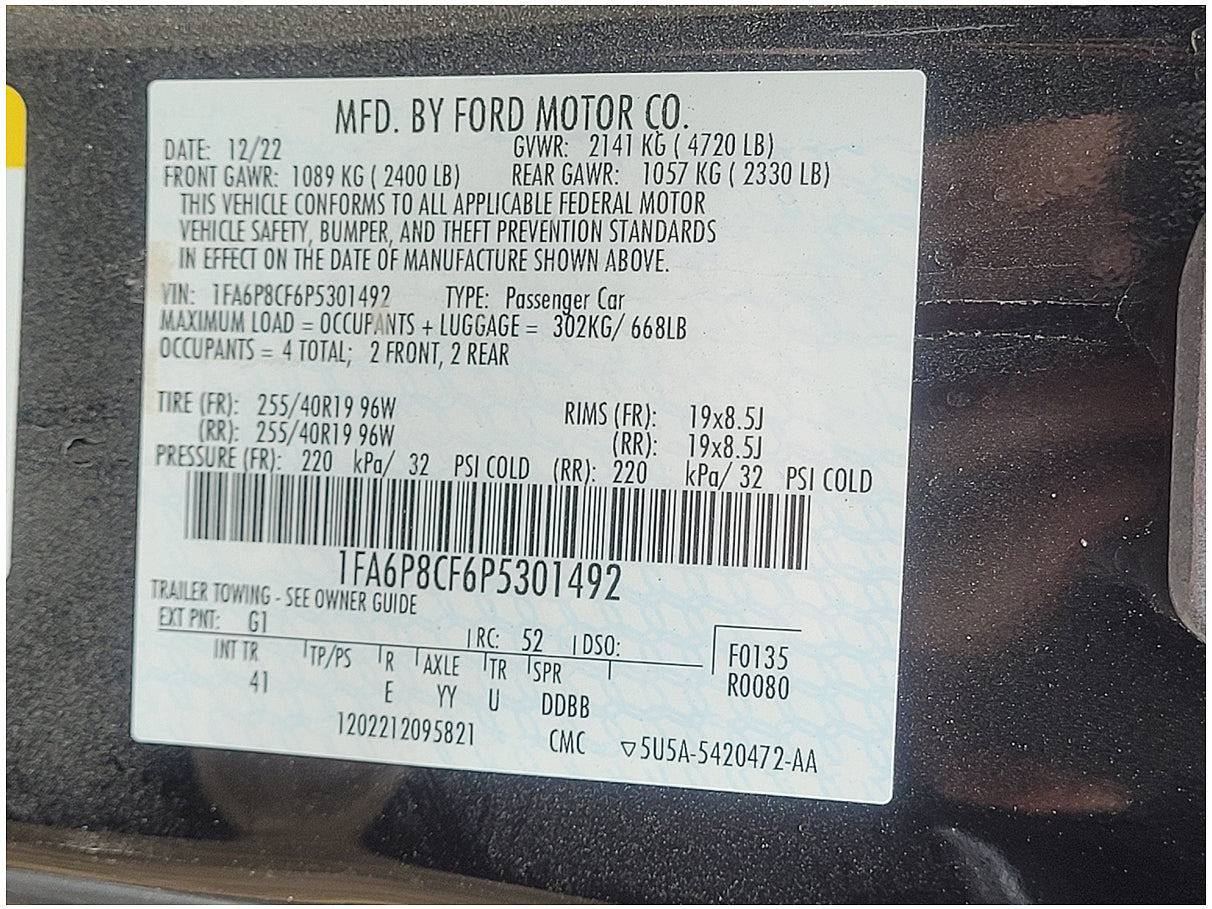 MFD. BY FORD MOTOR CO.
DATE: 12/22 GVWR: 2141 KG ( 4720 LB)
FRONT GAWR: 1089 KG ( 2400 LB) REAR GAWR: 1057 KG ( 2330 LB)
THIS VEHICLE CONFORMS TO ALL APPLICABLE FEDERAL MOTOR
VEHICLE SAFETY, BUMPER, AND THEFT PREVENTION STANDARDS
IN EFFECT ON THE DATE OF MANUFACTURE SHOWN ABOVE.
VIN: 1FA6P8CF6P5301492 TYPE: Passenger Car
MAXIMUM LOAD = OCCUPANTS + LUGGAGE = 302KG/ 668LB
OCCUPANTS = 4 TOTAL; 2 FRONT, 2 REAR
TIRE (FR): 255/40R19 96W RIMS (FR): 19x8.5J
(RR): 255/40R19 96W (RR): 19x8.5J
PRESSURE (FR): 220 kPa/ 32 PSI COLD (RR): 220 kPa/ 32 PSI COLD
1FA6P8CF6P5301492
TRAILER TOWING - SEE OWNER GUIDE
EXT PNT: G1 RC: 52 DSO:
F0135
INT TR TP/PS R AXLE TR SPR
R0080
41 E YY U DDBB
1202212095821 CMC ▽5U5A-5420472-AA